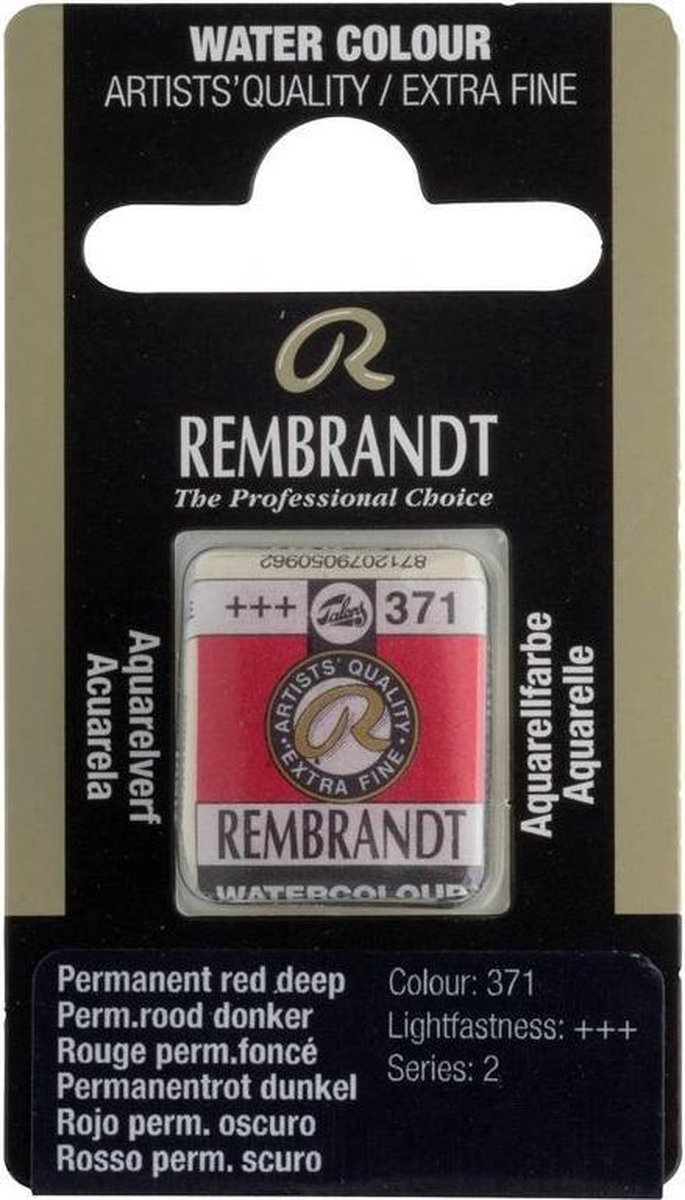 WATER COLOUR
ARTISTS'QUALITY / EXTRA FINE
R
REMBRANDT
The Professional Choice
8712079050962
+++ Talens 371
ARTISTS' QUALITY
R
EXTRA FINE
REMBRANDT
WATERCOLOUR
Aquarelverf
Acuarela
Aquarellfarbe
Aquarelle
Permanent red deep
Perm.rood donker
Rouge perm.foncé
Permanentrot dunkel
Rojo perm. oscuro
Rosso perm. scuro
Colour: 371
Lightfastness: +++
Series: 2